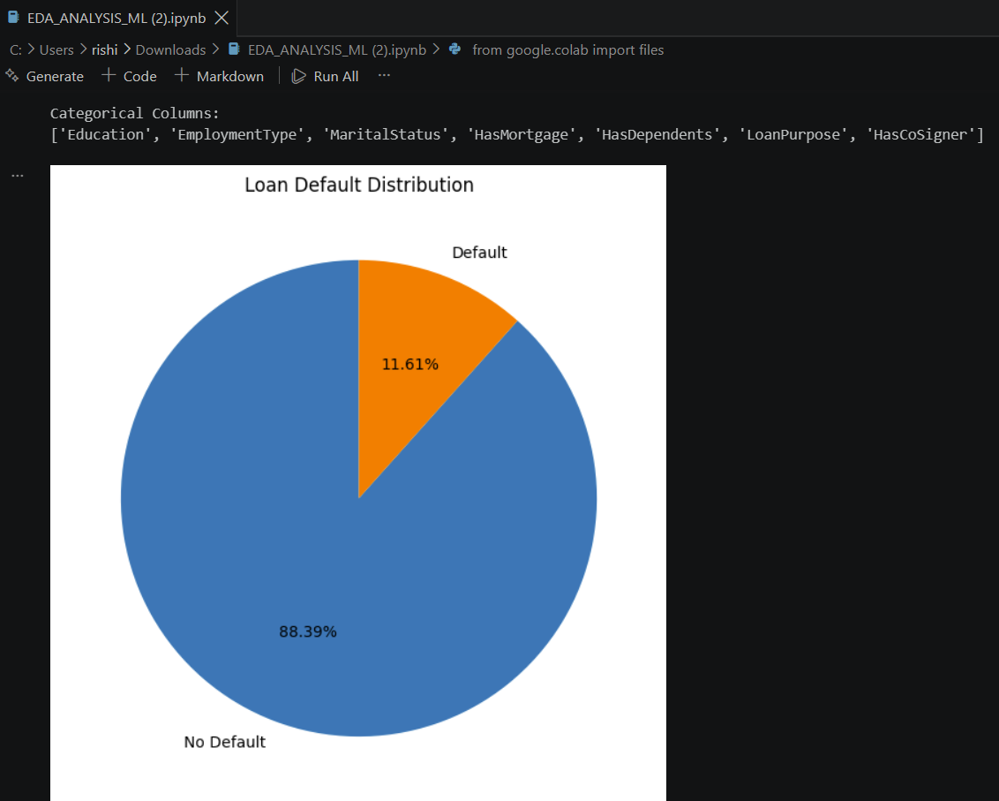 EDA_ANALYSIS_ML (2).ipynb
C: > Users > rishi > Downloads > EDA_ANALYSIS_ML (2).ipynb > from google.colab import files
Generate + Code + Markdown | Run All ...
Categorical Columns:
['Education', 'EmploymentType', 'MaritalStatus', 'HasMortgage', 'HasDependents', 'LoanPurpose', 'HasCoSigner']
...
Loan Default Distribution
Default
11.61%
88.39%
No Default